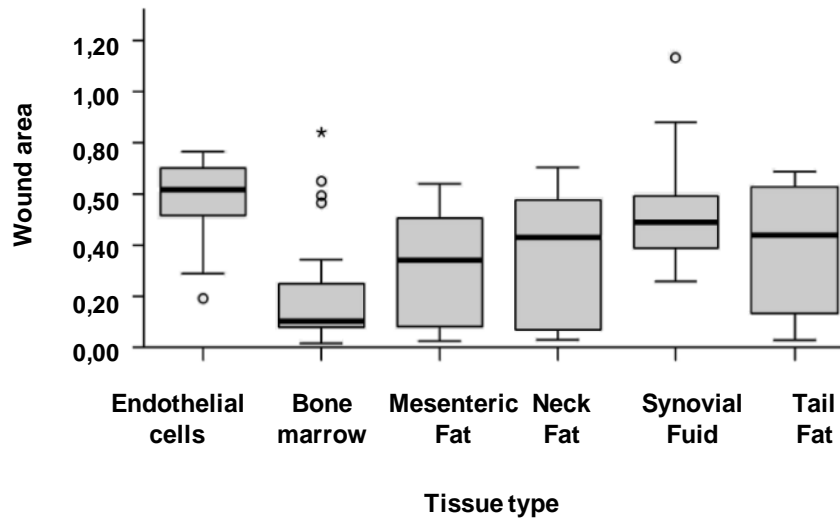 1,20
1,00
0,80
0,50
0,40
0,20
0,00
Wound area
Endothelial cells
Bone marrow
Mesenteric Fat
Neck Fat
Synovial Fuid
Tail Fat
Tissue type